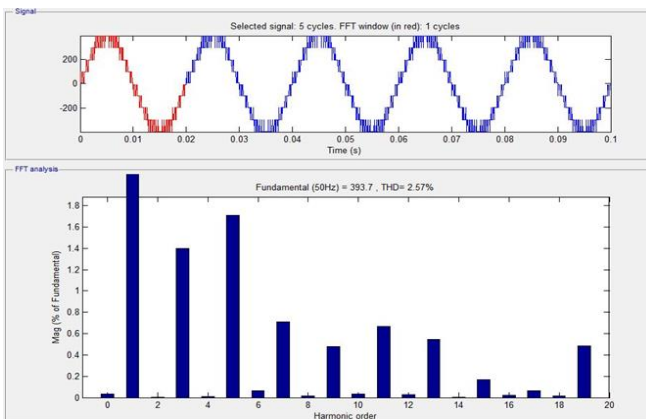 Signal
Selected signal: 5 cycles. FFT window (in red): 1 cycles
200
0
-200
0 0.01 0.02 0.03 0.04 0.05 0.06 0.07 0.08 0.09 0.1
Time (s)
FFT analysis
Fundamental (50Hz) = 393.7 , THD= 2.57%
Mag (% of Fundamental)
1.8
1.6
1.4
1.2
1
0.8
0.6
0.4
0.2
0
0 2 4 6 8 10 12 14 16 18 20
Harmonic order